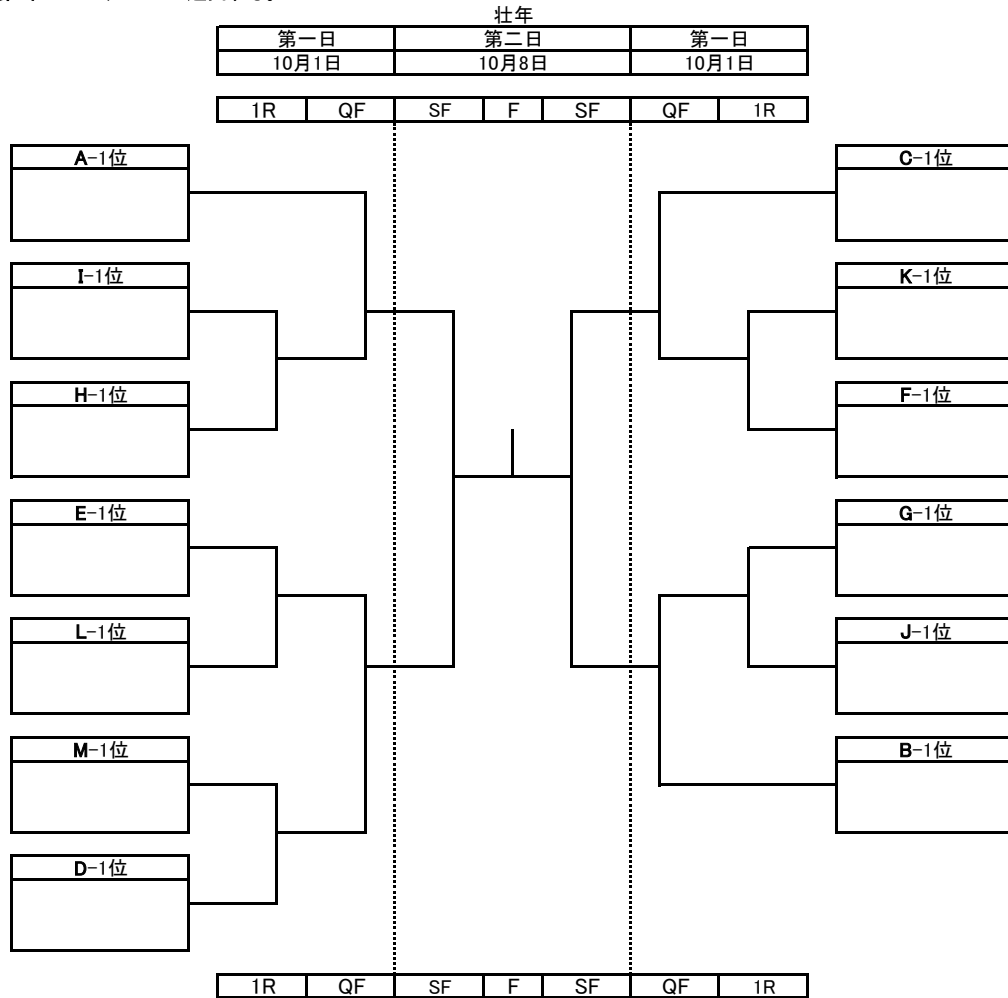 壮年
第一日 第二日 第一日
10月1日 10月8日 10月1日
1R QF SF F SF QF 1R
A-1位 C-1位
I-1位 K-1位
H-1位 F-1位
E-1位 G-1位
L-1位 J-1位
M-1位 B-1位
D-1位
1R QF SF F SF QF 1R